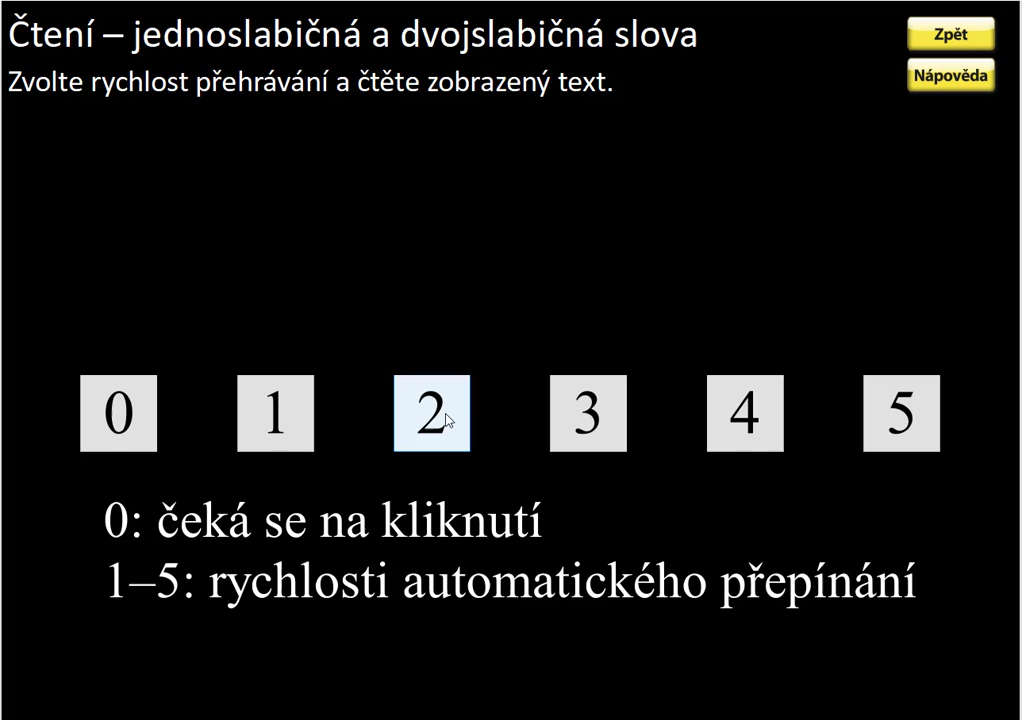 Čtení – jednoslabičná a dvojslabičná slova
Zpět
Zvolte rychlost přehrávání a čtěte zobrazený text.
Nápověda
0 1 2 3 4 5
0: čeká se na kliknutí
1–5: rychlosti automatického přepínání